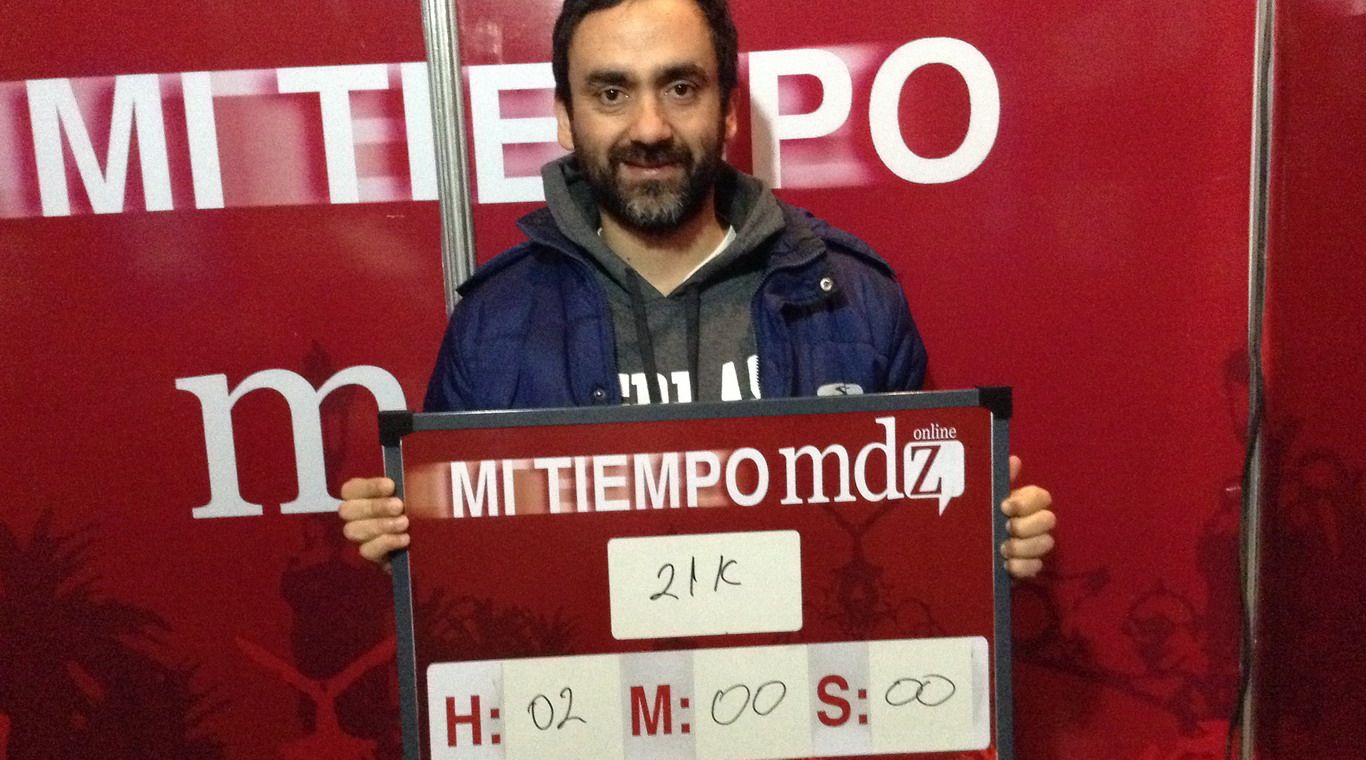 MI TIEMPO
m
MI TIEMPO mdz online
21K
H: 02 M: 00 S: 00